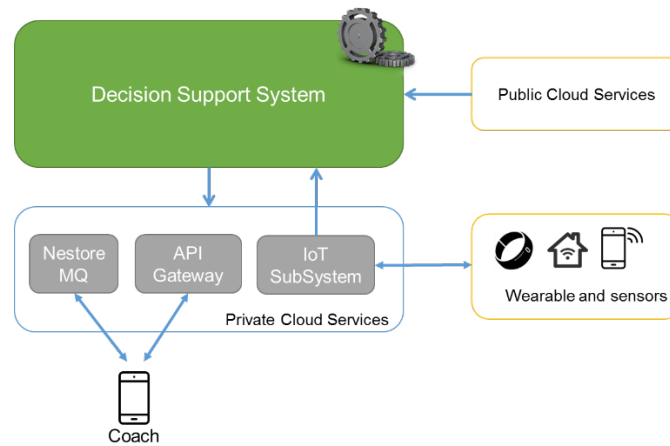 Decision Support System
Public Cloud Services
Nestore
MQ
API
Gateway
IoT
SubSystem
Private Cloud Services
Wearable and sensors
Coach